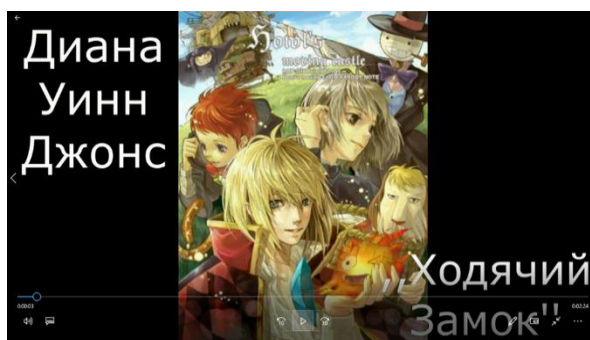 Диана
Уинн
Джонс
Howl's
moving castle
,,Ходячий
Замок"
0:00:03
0:02:24